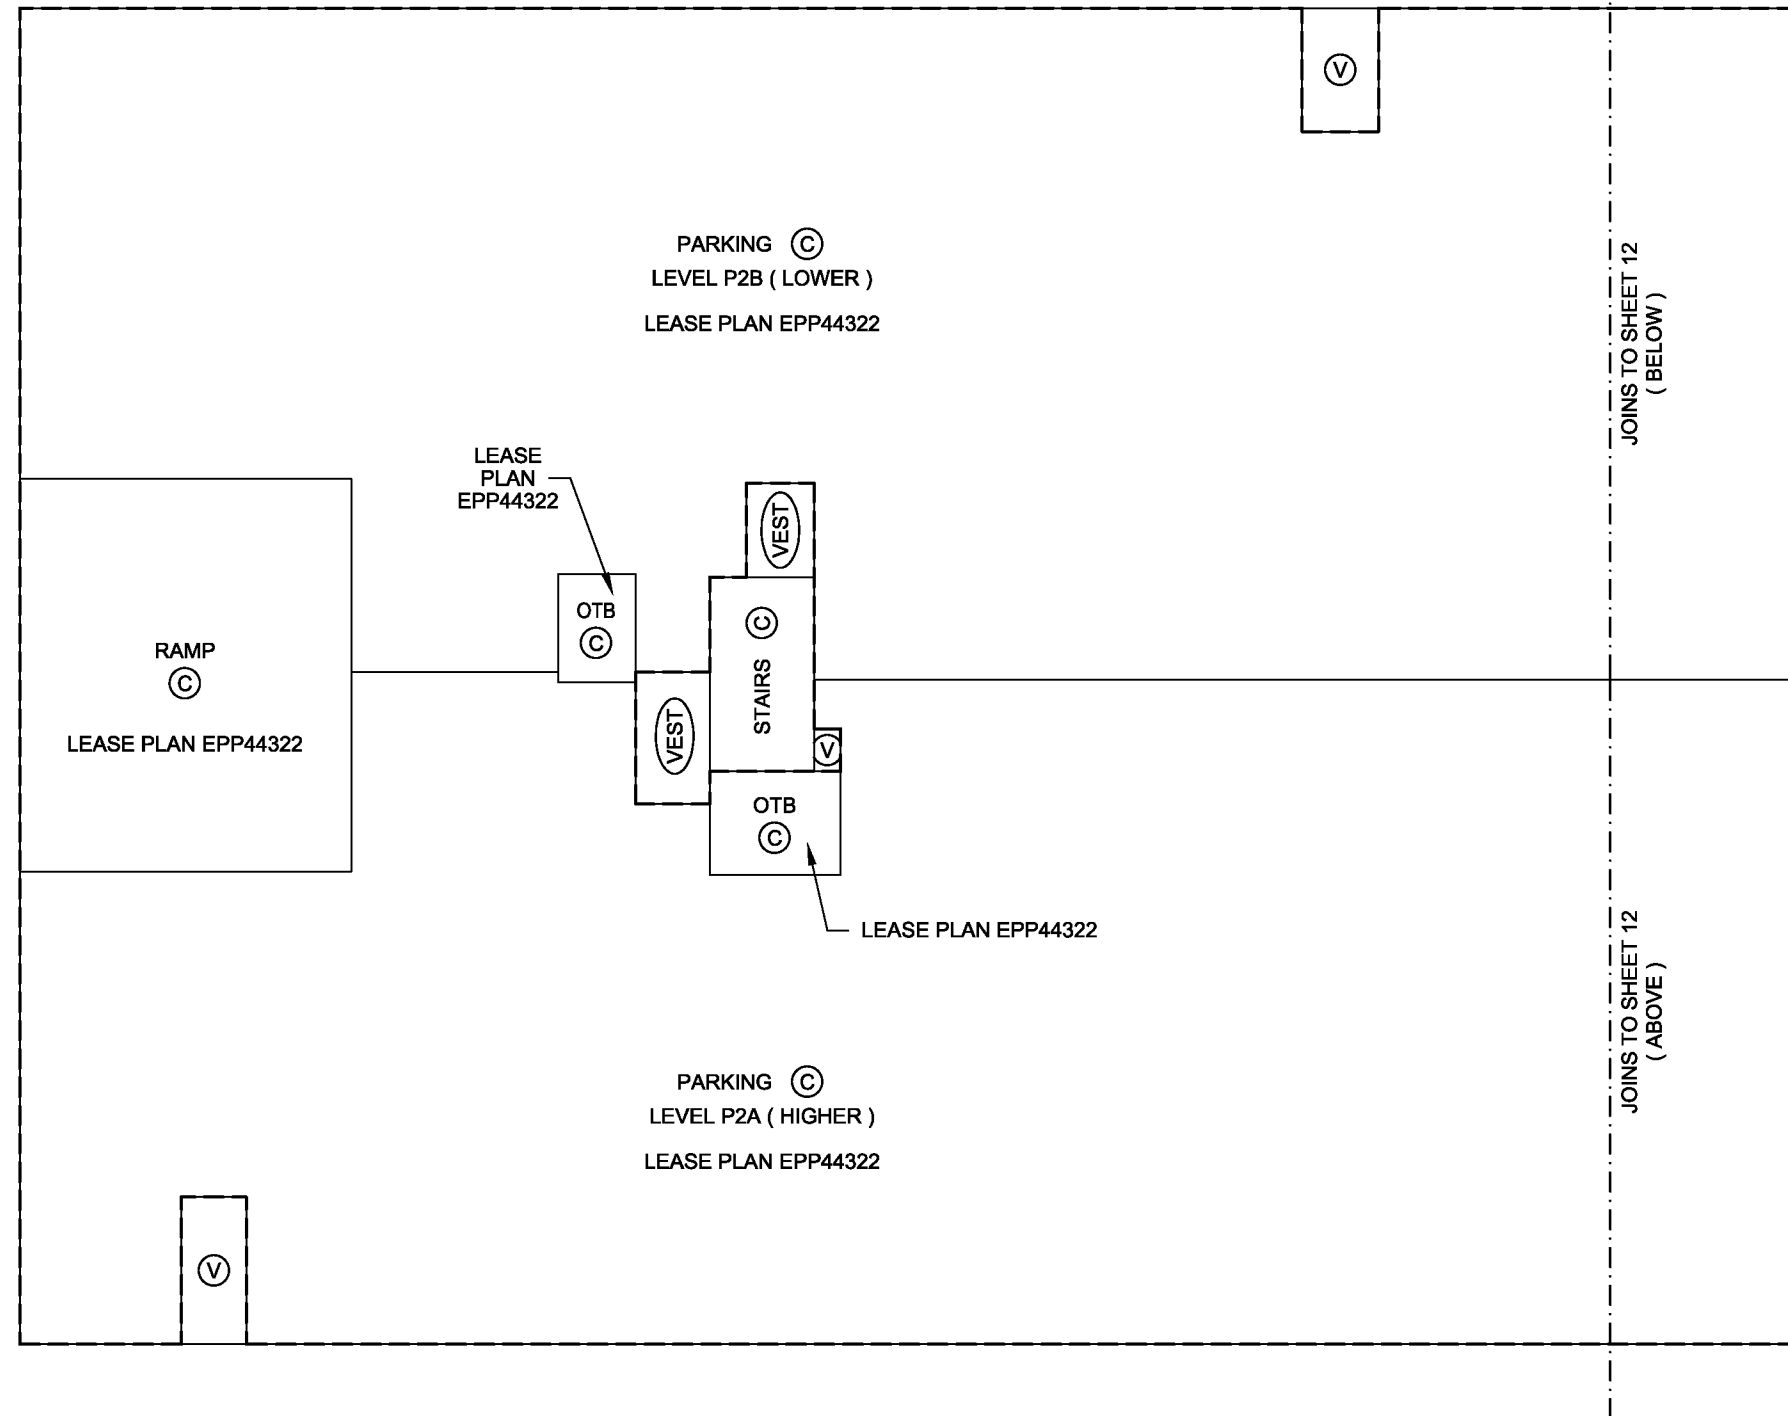 V
PARKING C
LEVEL P2B ( LOWER )
LEASE PLAN EPP44322
JOINS TO SHEET 12
( BELOW )
LEASE
PLAN
EPP44322
VEST
OTB
C
C
STAIRS
RAMP
C
LEASE PLAN EPP44322
VEST
V
OTB
C
LEASE PLAN EPP44322
JOINS TO SHEET 12
( ABOVE )
PARKING C
LEVEL P2A ( HIGHER )
LEASE PLAN EPP44322
V